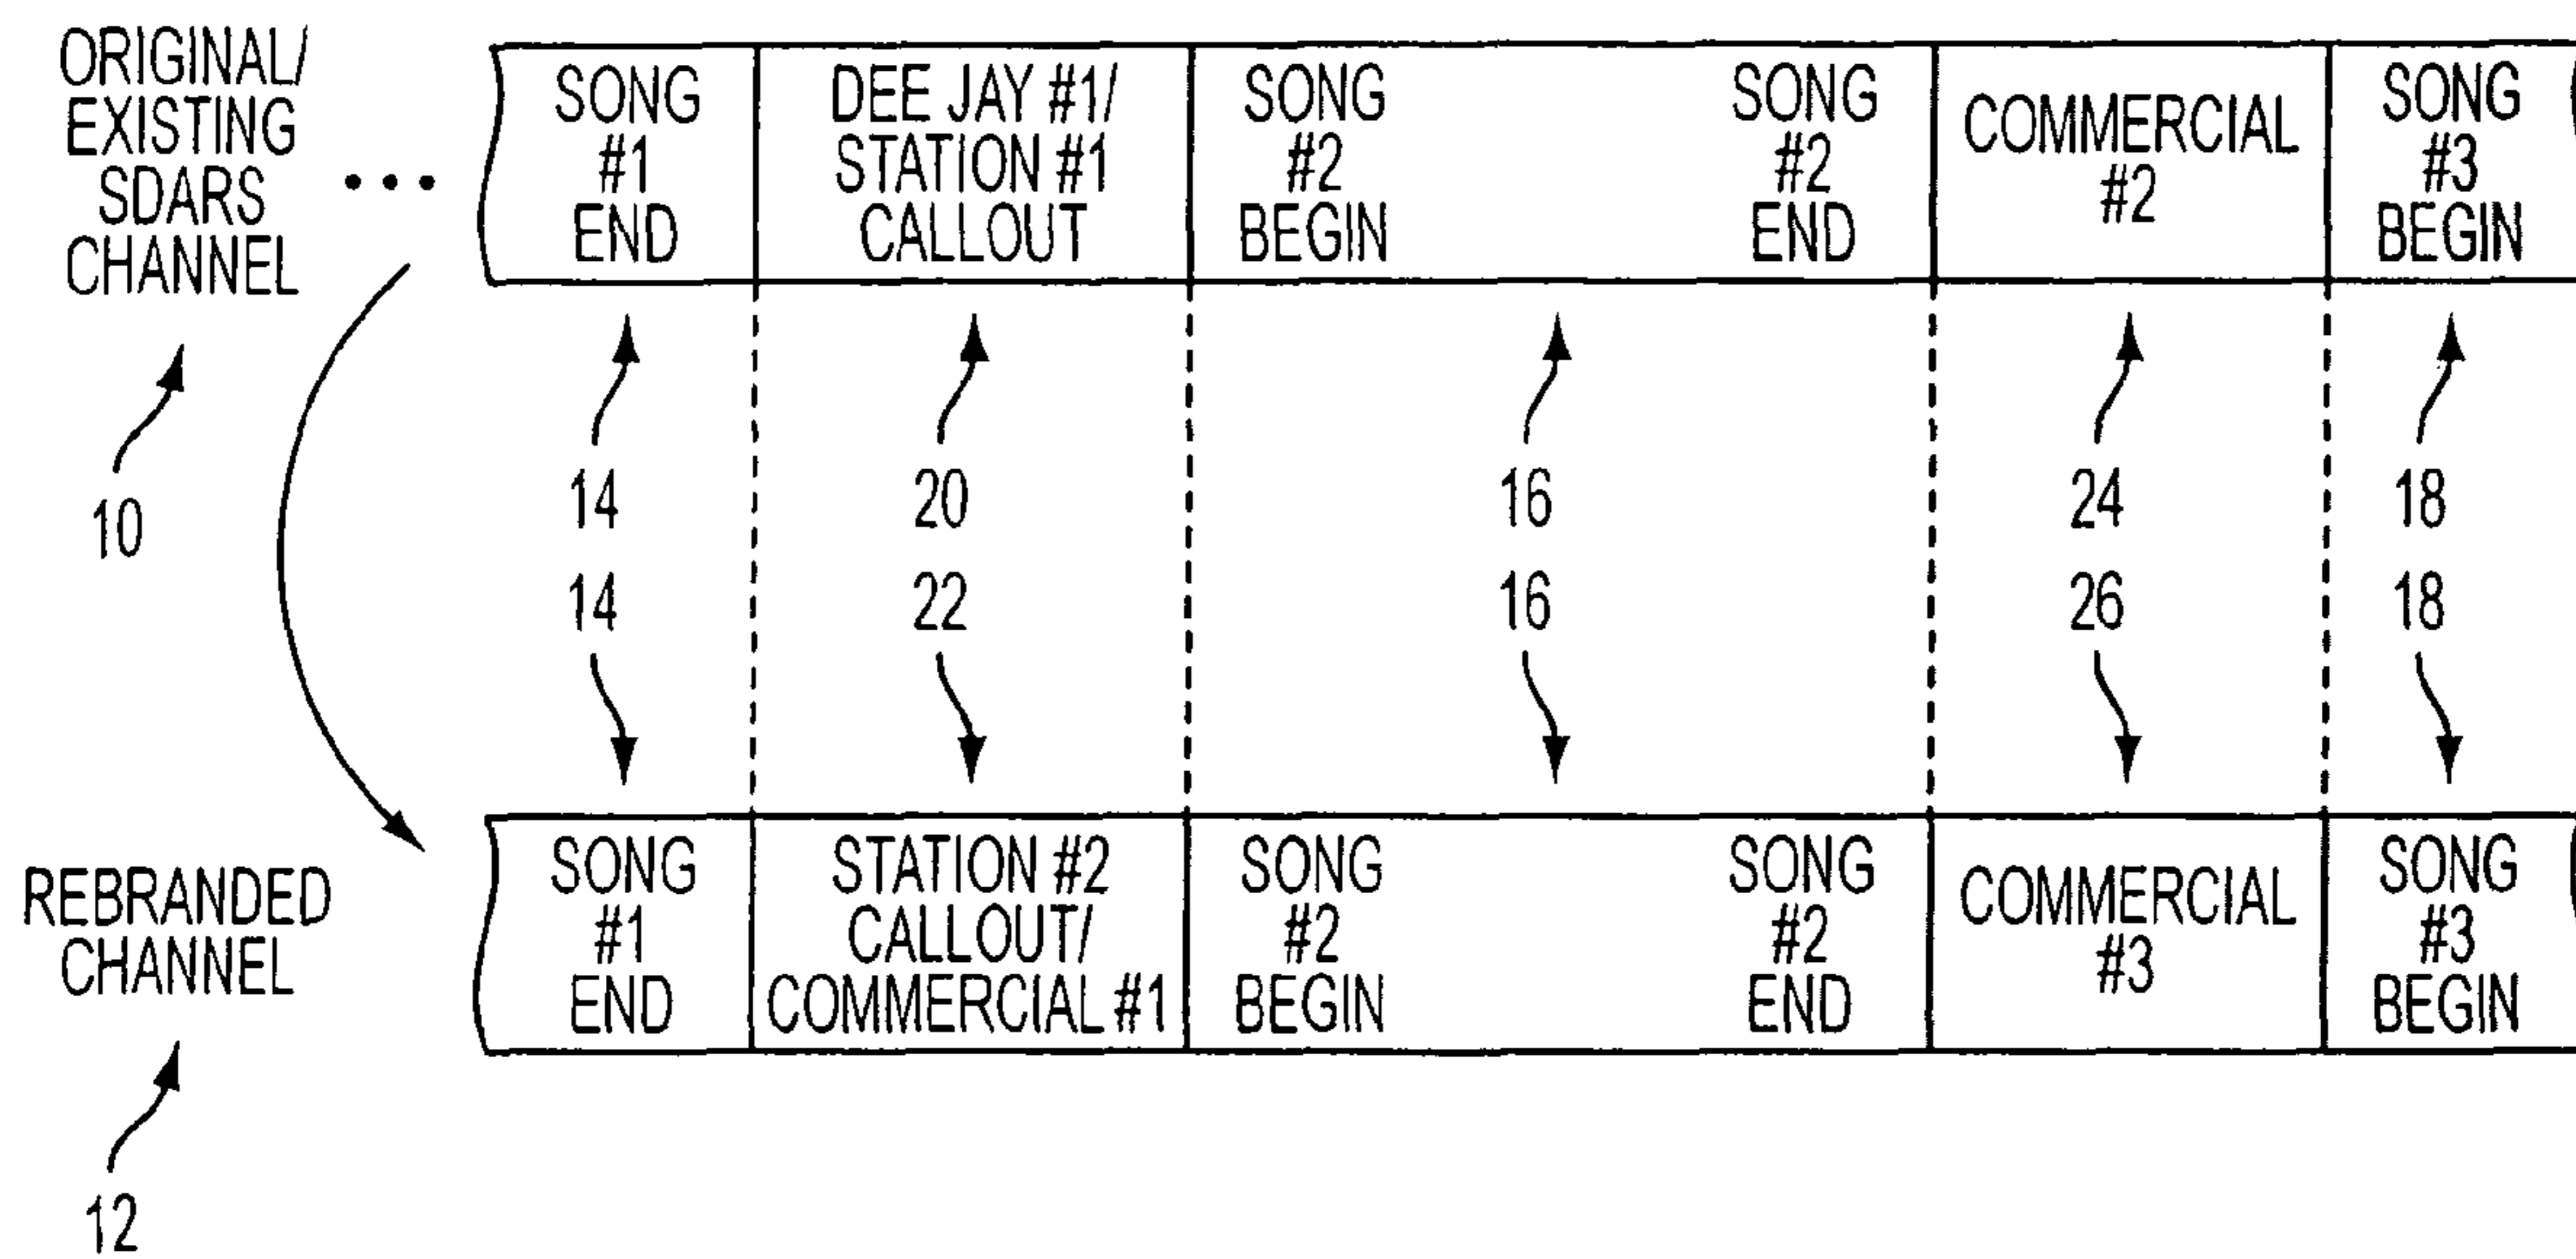 ORIGINAL/
EXISTING
SDARS
CHANNEL
10
SONG
#1
END
DEE JAY #1/
STATION #1
CALLOUT
SONG
#2
BEGIN
SONG
#2
END
COMMERCIAL
#2
SONG
#3
BEGIN
14 20 16 24 18
14 22 16 26 18
REBRANDED
CHANNEL
12
SONG
#1
END
STATION #2
CALLOUT/
COMMERCIAL #1
SONG
#2
BEGIN
SONG
#2
END
COMMERCIAL
#3
SONG
#3
BEGIN